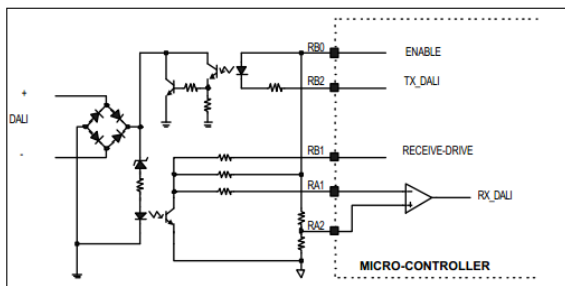 RB0 ENABLE
RB2 TX_DALI
+
DALI
-
RB1 RECEIVE-DRIVE
RA1
-
+
RX_DALI
RA2
MICRO-CONTROLLER